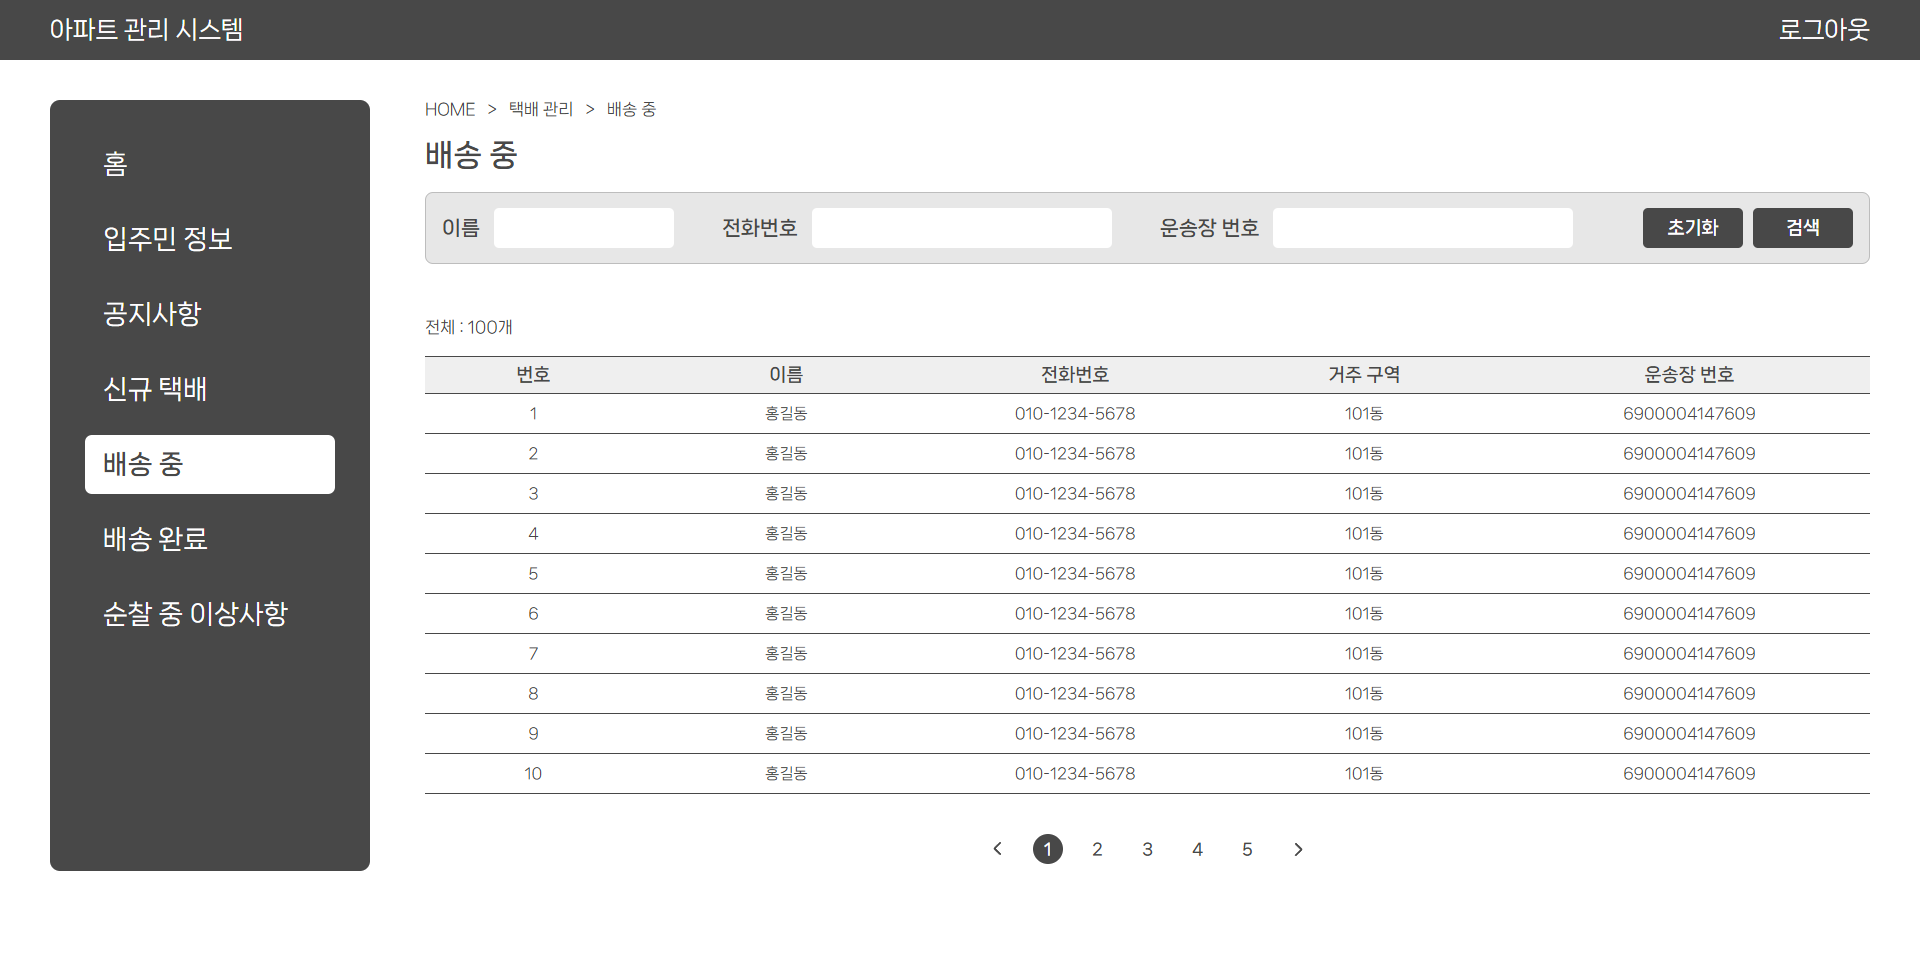 아파트 관리 시스템
로그아웃
홈
입주민 정보
공지사항
신규 택배
배송 중
배송 완료
순찰 중 이상사항
HOME > 택배 관리 > 배송 중
배송 중
이름 전화번호 운송장 번호 초기화 검색
전체 : 100개
번호 이름 전화번호 거주 구역 운송장 번호
1 홍길동 010-1234-5678 101동 6900004147609
2 홍길동 010-1234-5678 101동 6900004147609
3 홍길동 010-1234-5678 101동 6900004147609
4 홍길동 010-1234-5678 101동 6900004147609
5 홍길동 010-1234-5678 101동 6900004147609
6 홍길동 010-1234-5678 101동 6900004147609
7 홍길동 010-1234-5678 101동 6900004147609
8 홍길동 010-1234-5678 101동 6900004147609
9 홍길동 010-1234-5678 101동 6900004147609
10 홍길동 010-1234-5678 101동 6900004147609
< 1 2 3 4 5 >